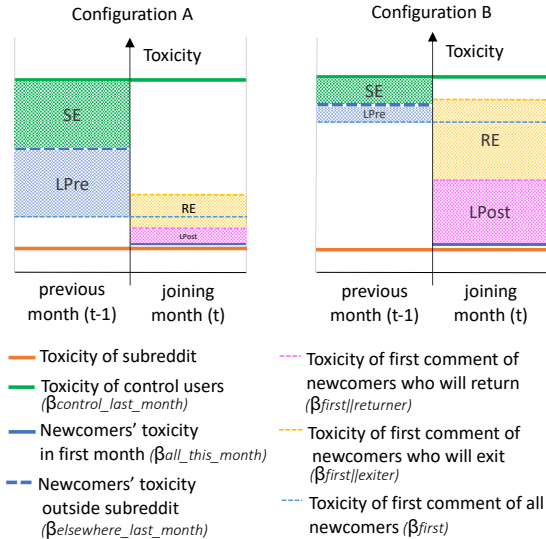 Configuration A
Configuration B
Toxicity
Toxicity
SE
LPre
RE
LPost
SE
LPre
RE
LPost
previous
month (t-1)
joining
month (t)
previous
month (t-1)
joining
month (t)
Toxicity of subreddit
Toxicity of control users
(βcontrol_last_month)
Newcomers’ toxicity
in first month (βall_this_month)
Newcomers’ toxicity
outside subreddit
(βelsewhere_last_month)
Toxicity of first comment of
newcomers who will return
(βfirst||returner)
Toxicity of first comment of
newcomers who will exit
(βfirst||exiter)
Toxicity of first comment of all
newcomers (βfirst)